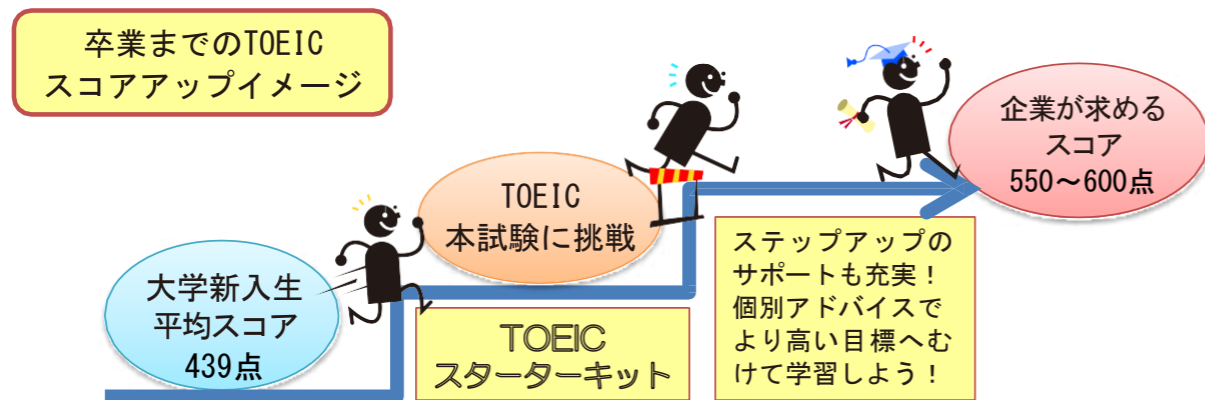 卒業までのTOEIC
スコアアップイメージ
大学新入生
平均スコア
439点
TOEIC
本試験に挑戦
企業が求める
スコア
550～600点
TOEIC
スターターキット
ステップアップの
サポートも充実！
個別アドバイスで
より高い目標へむ
けて学習しよう！